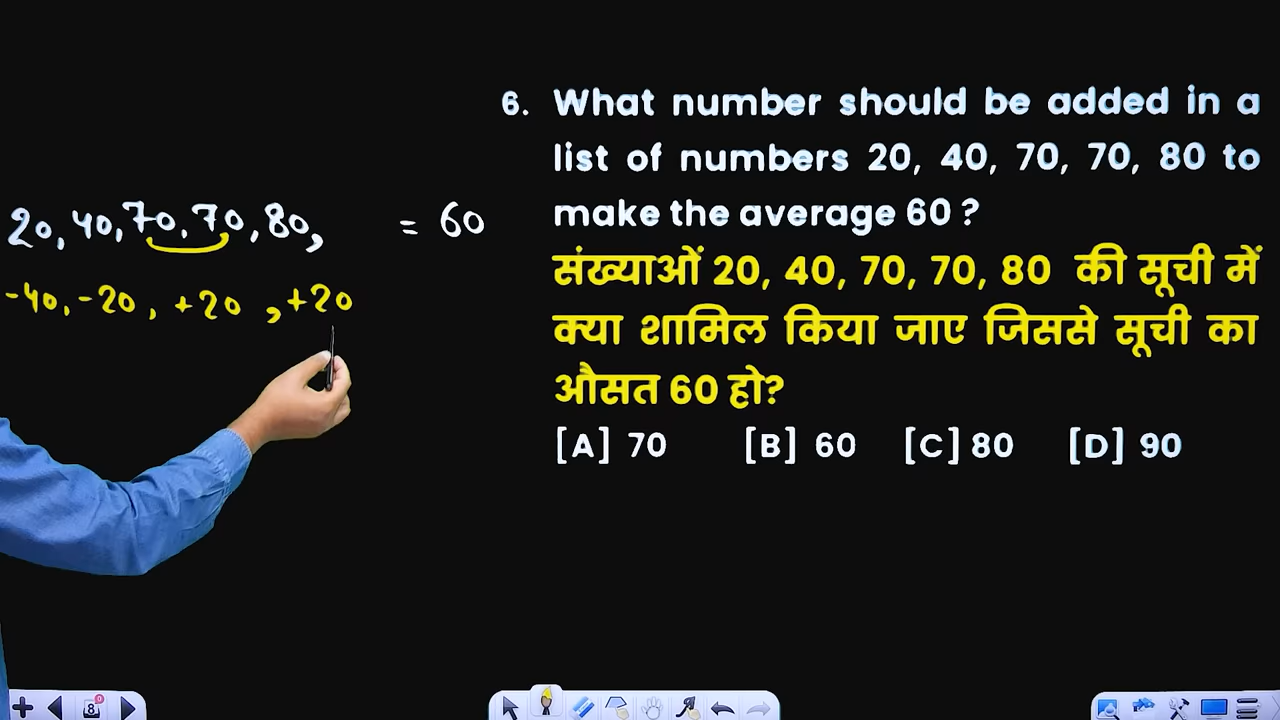 6. What number should be added in a
list of numbers 20, 40, 70, 70, 80 to
make the average 60 ?
संख्याओं 20, 40, 70, 70, 80 की सूची में
क्या शामिल किया जाए जिससे सूची का
औसत 60 हो?
[A] 70 [B] 60 [C] 80 [D] 90
20, 40, 70, 70, 80, = 60
-40, -20, +20, +20
8
0